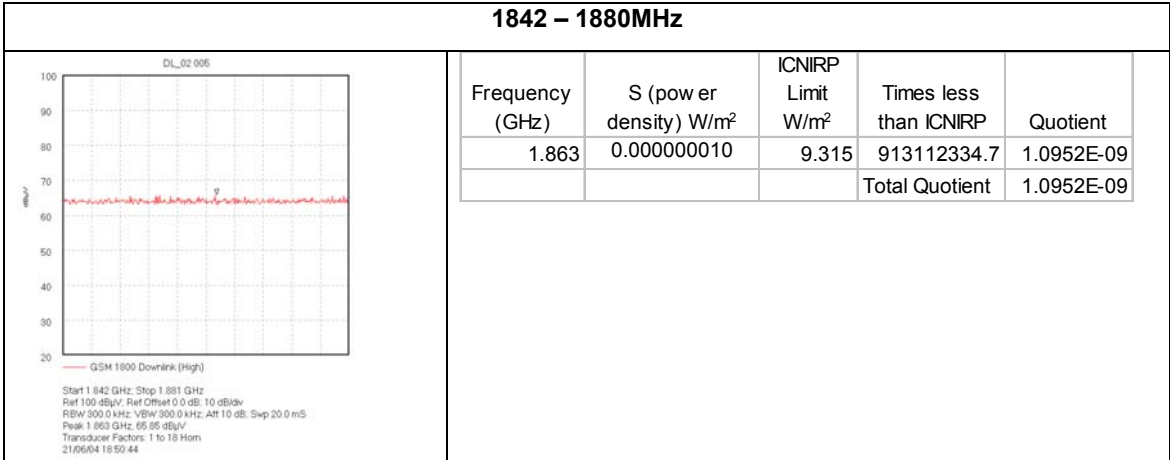 1842 – 1880MHz
DL_02 005
100
90
80
70
60
50
40
30
20
dBµV
GSM 1800 Downlink (High)
Start 1.842 GHz; Stop 1.881 GHz
Ref 100 dBµV; Ref Offset 0.0 dB; 10 dB/div
RBW 300.0 kHz; VBW 300.0 kHz; Att 10 dB; Swp 20.0 mS
Peak 1.863 GHz, 65.85 dBµV
Transducer Factors: 1 to 18 Horn
21/06/04 18:50:44
Frequency (GHz) S (pow er density) W/m² ICNIRP Limit W/m² Times less than ICNIRP Quotient
1.863 0.000000010 9.315 913112334.7 1.0952E-09
Total Quotient 1.0952E-09